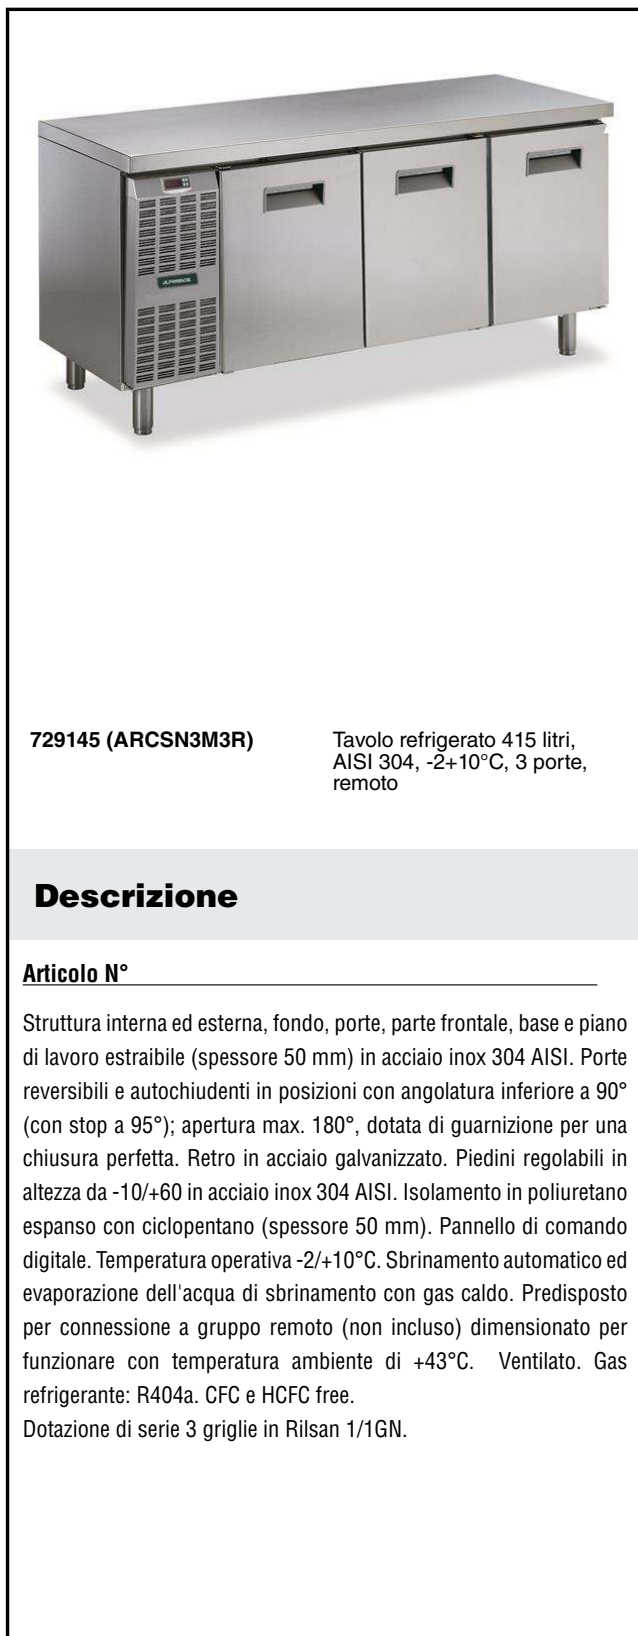 729145 (ARCSN3M3R)
Tavolo refrigerato 415 litri,
AISI 304, -2+10°C, 3 porte,
remoto
Descrizione
Articolo N°
Struttura interna ed esterna, fondo, porte, parte frontale, base e piano
di lavoro estraibile (spessore 50 mm) in acciaio inox 304 AISI. Porte
reversibili e autochiudenti in posizioni con angolatura inferiore a 90°
(con stop a 95°); apertura max. 180°, dotata di guarnizione per una
chiusura perfetta. Retro in acciaio galvanizzato. Piedini regolabili in
altezza da -10/+60 in acciaio inox 304 AISI. Isolamento in poliuretano
espanso con ciclopentano (spessore 50 mm). Pannello di comando
digitale. Temperatura operativa -2/+10°C. Sbrinamento automatico ed
evaporazione dell'acqua di sbrinamento con gas caldo. Predisposto
per connessione a gruppo remoto (non incluso) dimensionato per
funzionare con temperatura ambiente di +43°C. Ventilato. Gas
refrigerante: R404a. CFC e HCFC free.
Dotazione di serie 3 griglie in Rilsan 1/1GN.